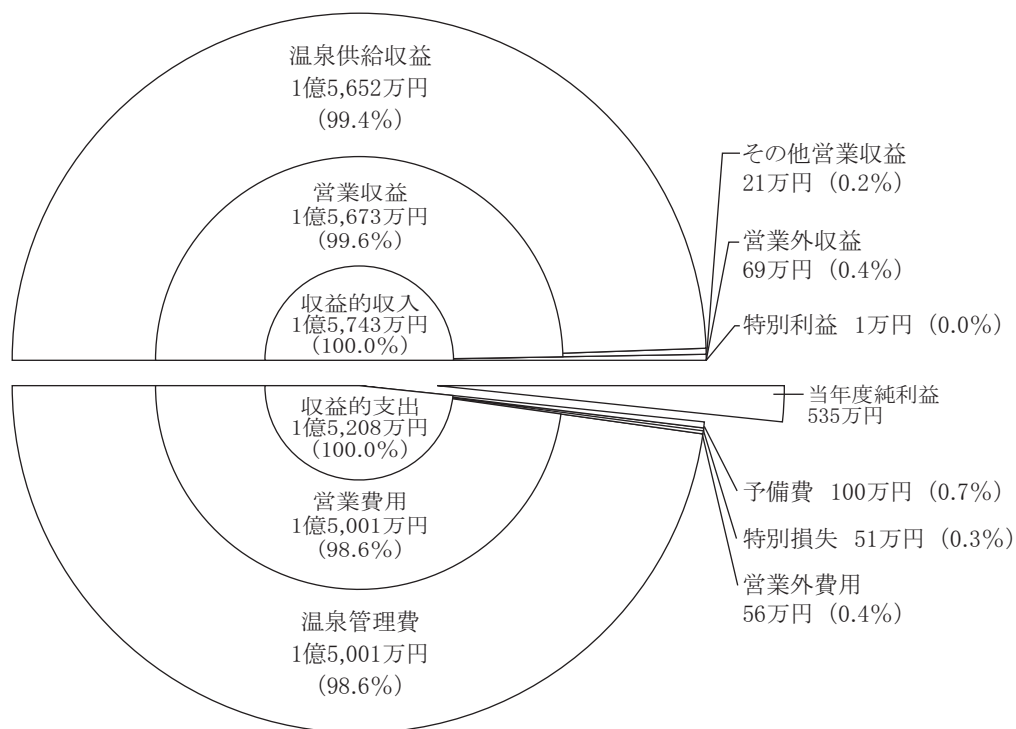 温泉供給収益
1億5,652万円
（99.4％）
営業収益
1億5,673万円
（99.6％）
収益的収入
1億5,743万円
（100.0％）
その他営業収益
21万円（0.2％）
営業外収益
69万円（0.4％）
特別利益 1万円（0.0％）
当年度純利益
535万円
収益的支出
1億5,208万円
（100.0％）
営業費用
1億5,001万円
（98.6％）
温泉管理費
1億5,001万円
（98.6％）
予備費 100万円（0.7％）
特別損失 51万円（0.3％）
営業外費用
56万円（0.4％）